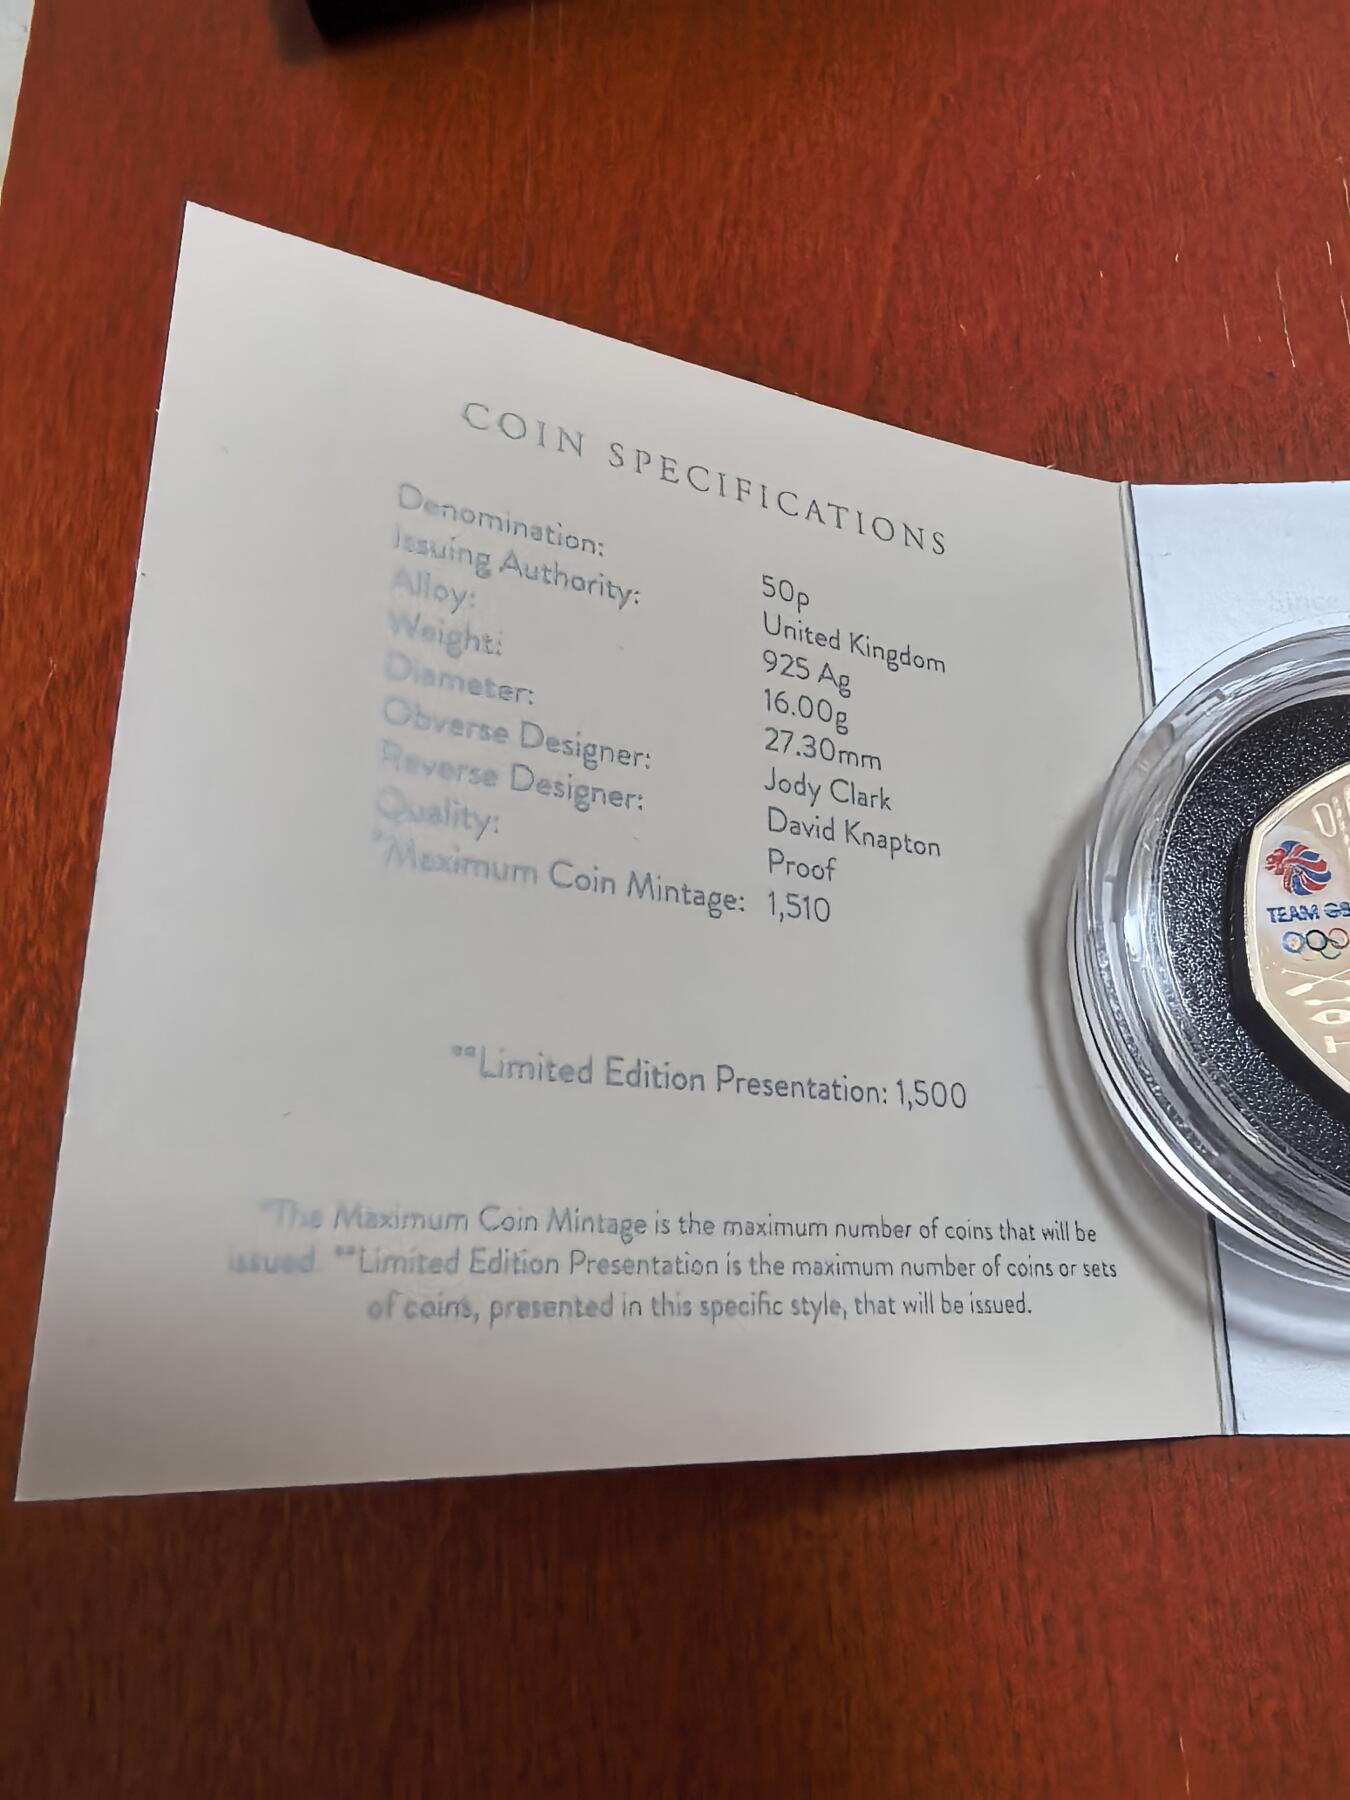 COIN SPECIFICATIONS
Denomination: 50p
Issuing Authority: United Kingdom
Alloy: 925 Ag
Weight: 16.00g
Diameter: 27.30mm
Obverse Designer: Jody Clark
Reverse Designer: David Knapton
Quality: Proof
*Maximum Coin Mintage: 1,510
**Limited Edition Presentation: 1,500
*The Maximum Coin Mintage is the maximum number of coins that will be
issued. **Limited Edition Presentation is the maximum number of coins or sets
of coins, presented in this specific style, that will be issued.
Since
TEAM GB